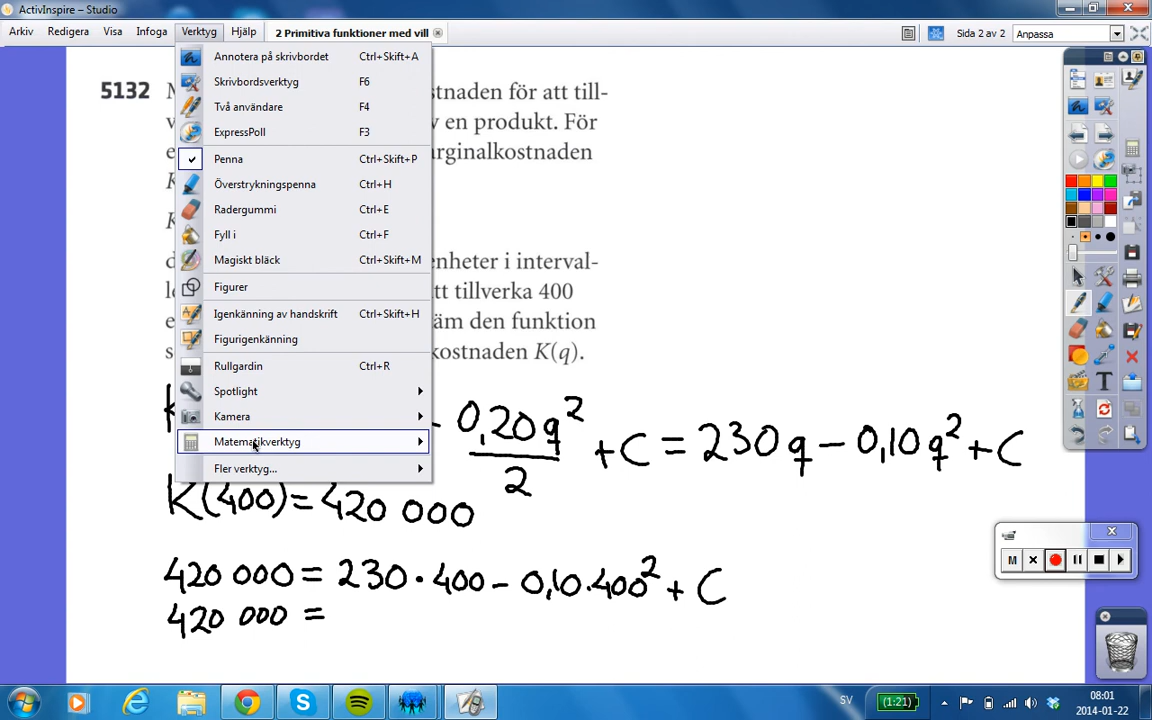 ActivInspire – Studio
Arkiv Redigera Visa Infoga Verktyg Hjälp 2 Primitiva funktioner med vill Sida 2 av 2 Anpassa
Annotera på skrivbordet Ctrl+Skift+A
Skrivbordsverktyg F6
Två användare F4
ExpressPoll F3
Penna Ctrl+Skift+P
Överstrykningspenna Ctrl+H
Radergummi Ctrl+E
Fyll i Ctrl+F
Magiskt bläck Ctrl+Skift+M
Figurer
Igenkänning av handskrift Ctrl+Skift+H
Figurigenkänning
Rullgardin Ctrl+R
Spotlight
Kamera
Matematikverktyg
Fler verktyg...
5132 M stnaden för att till-
v en produkt. För
e arginalkostnaden
K
K
d enheter i interval-
le tt tillverka 400
e äm den funktion
s kostnaden K(q).
K - 0,20q²/2 + C = 230q – 0,10q² + C
K(400) = 420 000
420 000 = 230 · 400 – 0,10 · 400² + C
420 000 =
M
SV (1:21) 08:01
2014-01-22